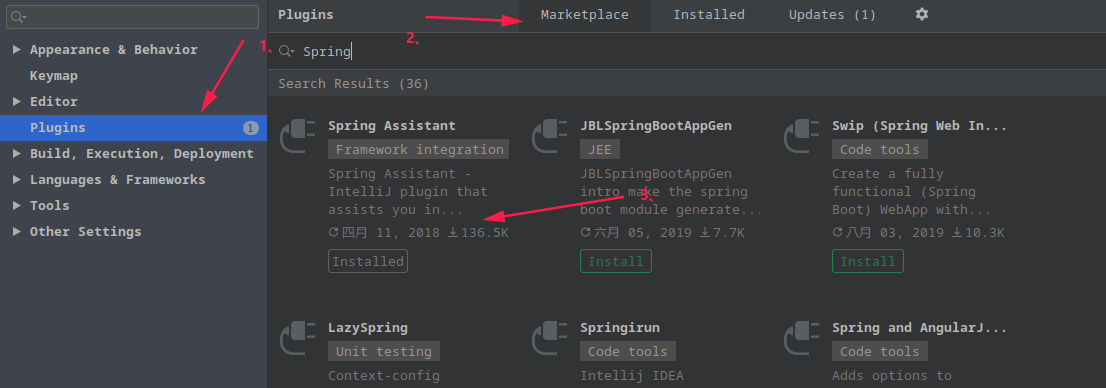 Plugins
Marketplace
Installed
Updates (1)
Appearance & Behavior
Keymap
Editor
Plugins
1
Build, Execution, Deployment
Languages & Frameworks
Tools
Other Settings
1、
2、
Spring
Search Results (36)
Spring Assistant
Framework integration
Spring Assistant -
IntelliJ plugin that
assists you in...
四月 11, 2018 136.5K
Installed
JBLSpringBootAppGen
JEE
JBLSpringBootAppGen
intro make the spring
boot module generate...
六月 05, 2019 7.7K
Install
3、
Swip (Spring Web In...
Code tools
Create a fully
functional (Spring
Boot) WebApp with...
八月 03, 2019 10.3K
Install
LazySpring
Unit testing
Context-config
Springirun
Code tools
Intellij IDEA
Spring and AngularJ...
Code tools
Adds options to